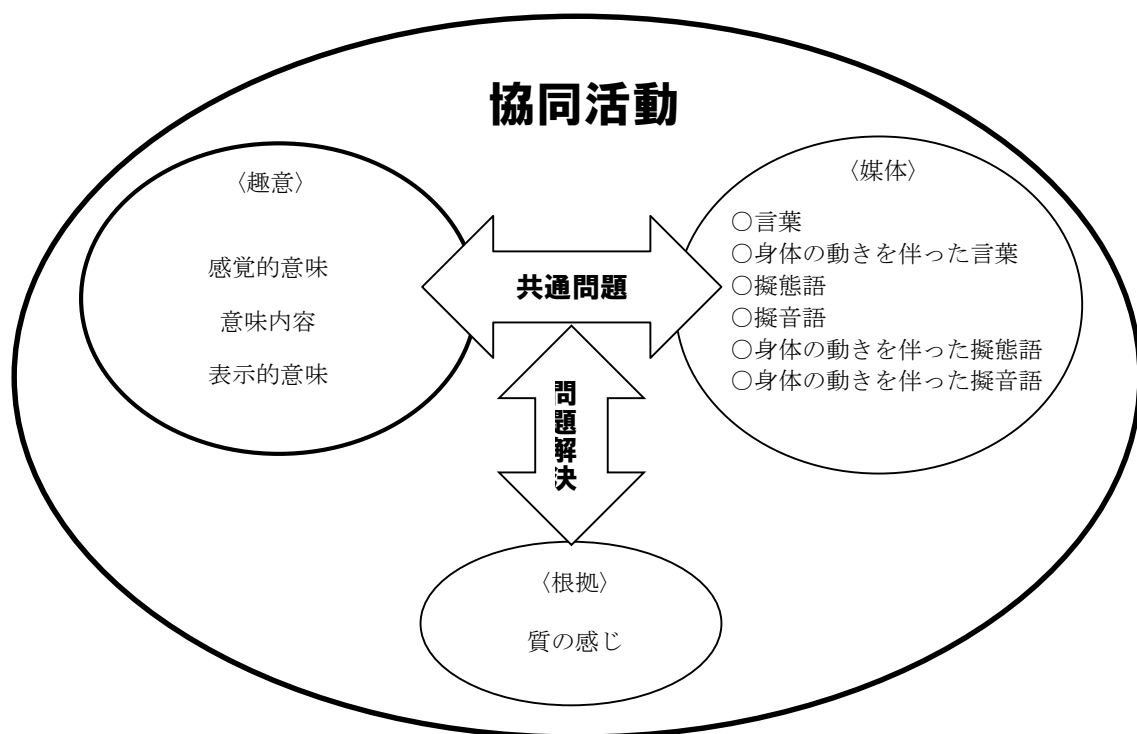 協同活動
〈趣意〉
感覚的意味
意味内容
表示的意味
共通問題
〈媒体〉
○言葉
○身体の動きを伴った言葉
○擬態語
○擬音語
○身体の動きを伴った擬態語
○身体の動きを伴った擬音語
問題解決
〈根拠〉
質の感じ